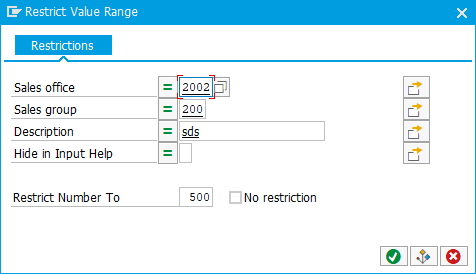 Restrict Value Range
Restrictions
Sales office = 2002
Sales group = 200
Description = sds
Hide in Input Help =
Restrict Number To 500 No restriction